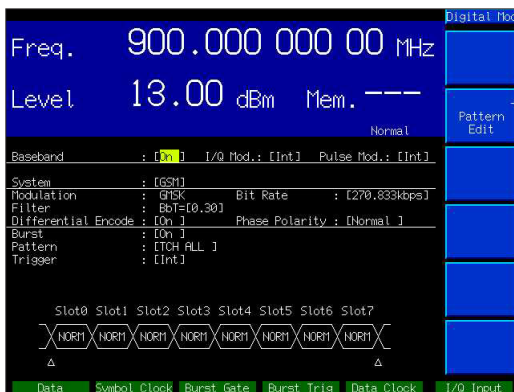 Digital Mod
Freq. 900.000 000 00 MHz
Level 13.00 dBm Mem.---
Normal
Pattern
Edit
Baseband : [On ] I/Q Mod.: [Int] Pulse Mod.: [Int]
System : [GSM]
Modulation : GMSK Bit Rate : [270.833kbps]
Filter : BbT=[0.30]
Differential Encode : [On ] Phase Polarity : [Normal ]
Burst : [On ]
Pattern : [TCH ALL ]
Trigger : [Int]
Slot0 Slot1 Slot2 Slot3 Slot4 Slot5 Slot6 Slot7
NORM NORM NORM NORM NORM NORM NORM NORM
Data Symbol Clock Burst Gate Burst Trig Data Clock I/Q Input